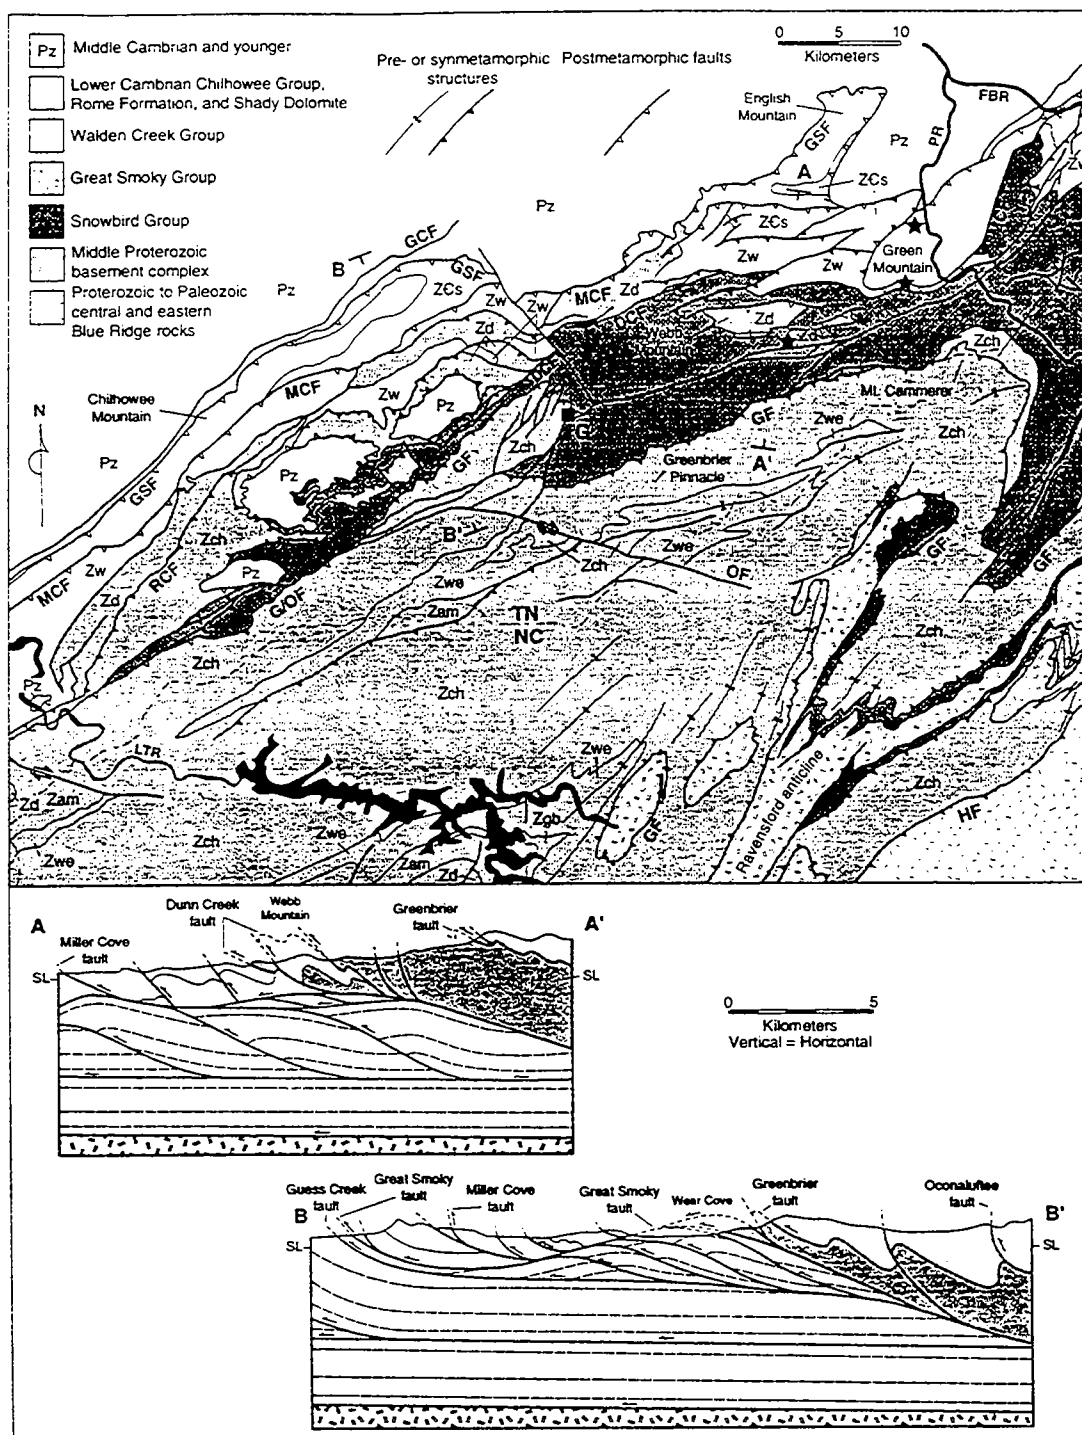 Pz Middle Cambrian and younger
Lower Cambrian Chilhowee Group,
Rome Formation, and Shady Dolomite
Walden Creek Group
Great Smoky Group
Snowbird Group
Middle Proterozoic
basement complex
Proterozoic to Paleozoic
central and eastern
Blue Ridge rocks
Pre- or synmetamorphic
structures
Postmetamorphic faults
0 5 10
Kilometers
English
Mountain
GSF
FBR
PR
Pz
A
ZЄs
Pz
ZЄs
Zw
Zw
Green
Mountain
GCF
B
GSF
Pz
ZЄs
Zw
Zw
MCF
Zd
DCF
Webb
Mountain
Zd
Zd
MCF
Zw
Pz
Zch
Mt. Cammerer
Chilhowee
Mountain
N
Pz
GSF
Pz
GF
Zch
G
GF
Zwe
Zch
Greenbrier
Pinnacle
A'
Zch
B'
Zwe
Zch
Zwe
OF
GF
GF
MCF
Zw
Zd
RCF
Pz
G/OF
Zam
TN
NC
Zch
Zch
Zch
Pz
LTR
Zwe
Zd
Zam
Zwe
Zch
Zwe
Zam
Zd
Zgb
GF
Ravensford anticline
Zch
HF
A
Miller Cove
fault
Dunn Creek
fault
Webb
Mountain
Greenbrier
fault
A'
SL
SL
0 5
Kilometers
Vertical = Horizontal
B
Guess Creek
fault
Great Smoky
fault
Miller Cove
fault
Great Smoky
fault
Wear Cove
Greenbrier
fault
Oconaluftee
fault
B'
SL
SL